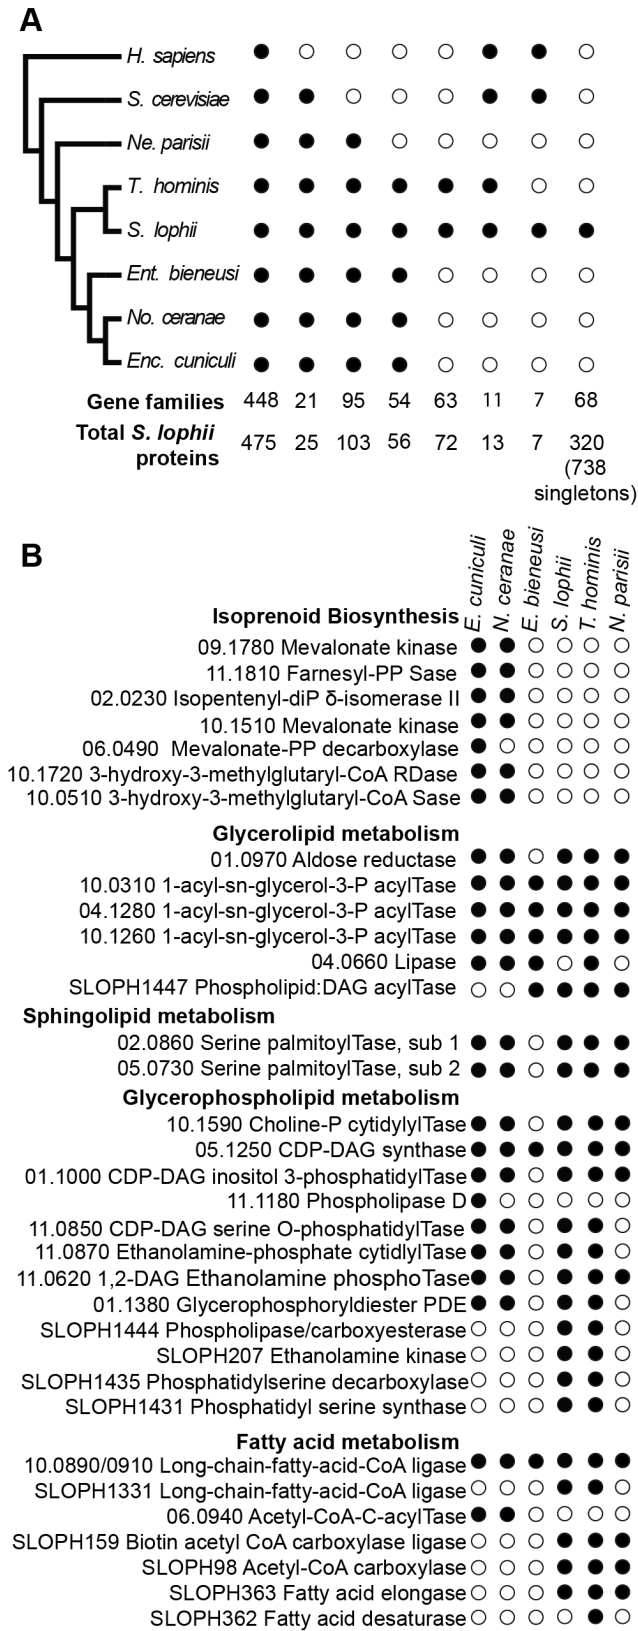 A
H. sapiens
S. cerevisiae
Ne. parisii
T. hominis
S. lophii
Ent. bieneusi
No. ceranae
Enc. cuniculi
Gene families 448 21 95 54 63 11 7 68
Total S. lophii proteins 475 25 103 56 72 13 7 320
(738
singletons)
B
E. cuniculi
N. ceranae
E. bieneusi
S. lophii
T. hominis
N. parisii
Isoprenoid Biosynthesis
09.1780 Mevalonate kinase
11.1810 Farnesyl-PP Sase
02.0230 Isopentenyl-diP δ-isomerase II
10.1510 Mevalonate kinase
06.0490 Mevalonate-PP decarboxylase
10.1720 3-hydroxy-3-methylglutaryl-CoA RDase
10.0510 3-hydroxy-3-methylglutaryl-CoA Sase
Glycerolipid metabolism
01.0970 Aldose reductase
10.0310 1-acyl-sn-glycerol-3-P acylTase
04.1280 1-acyl-sn-glycerol-3-P acylTase
10.1260 1-acyl-sn-glycerol-3-P acylTase
04.0660 Lipase
SLOPH1447 Phospholipid:DAG acylTase
Sphingolipid metabolism
02.0860 Serine palmitoylTase, sub 1
05.0730 Serine palmitoylTase, sub 2
Glycerophospholipid metabolism
10.1590 Choline-P cytidylylTase
05.1250 CDP-DAG synthase
01.1000 CDP-DAG inositol 3-phosphatidylTase
11.1180 Phospholipase D
11.0850 CDP-DAG serine O-phosphatidylTase
11.0870 Ethanolamine-phosphate cytidylTase
11.0620 1,2-DAG Ethanolamine phosphoTase
01.1380 Glycerophosphoryldiester PDE
SLOPH1444 Phospholipase/carboxyesterase
SLOPH207 Ethanolamine kinase
SLOPH1435 Phosphatidylserine decarboxylase
SLOPH1431 Phosphatidyl serine synthase
Fatty acid metabolism
10.0890/0910 Long-chain-fatty-acid-CoA ligase
SLOPH1331 Long-chain-fatty-acid-CoA ligase
06.0940 Acetyl-CoA-C-acylTase
SLOPH159 Biotin acetyl CoA carboxylase ligase
SLOPH98 Acetyl-CoA carboxylase
SLOPH363 Fatty acid elongase
SLOPH362 Fatty acid desaturase